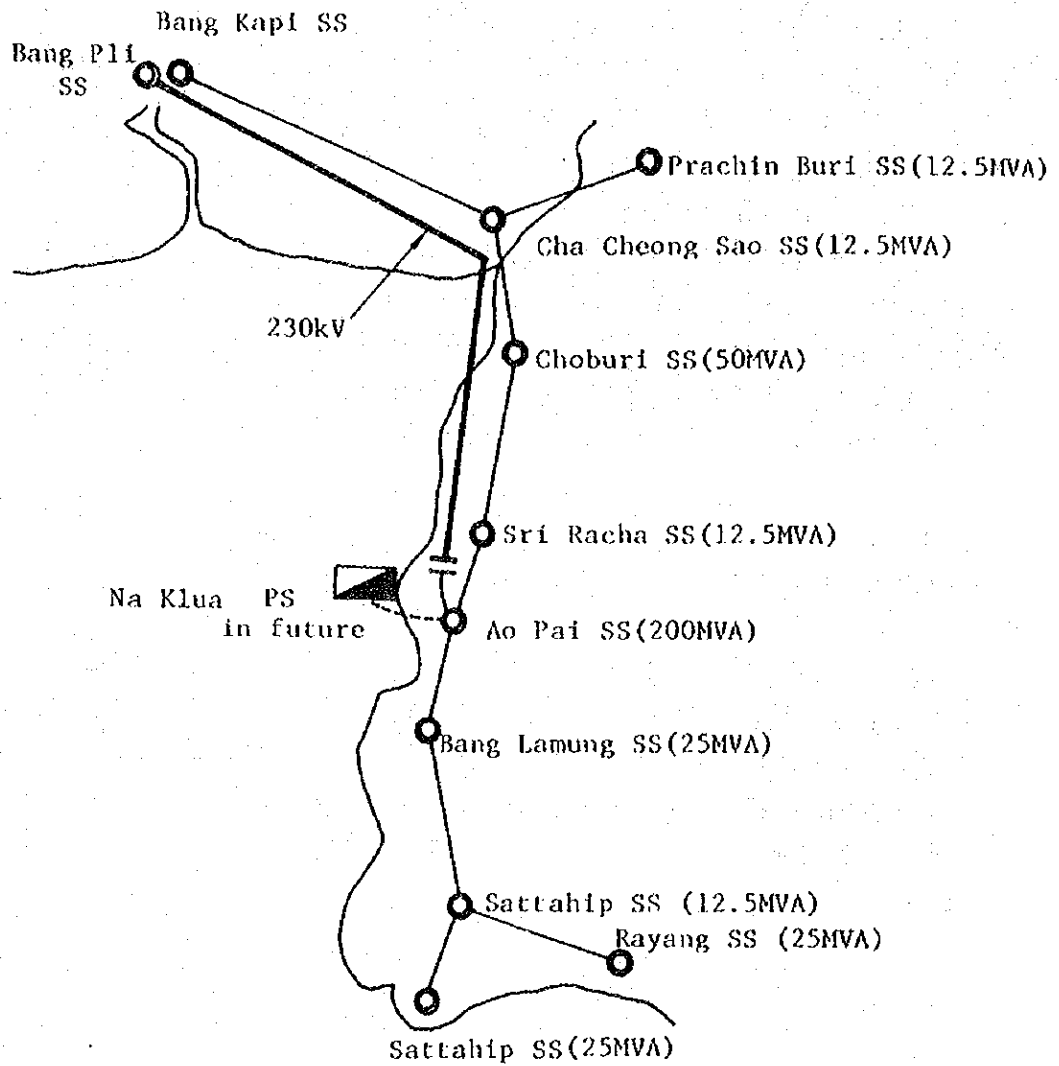 Bang Kapi SS
Bang Pli
SS
Prachin Buri SS(12.5MVA)
Cha Cheong Sao SS(12.5MVA)
230kV
Choburi SS(50MVA)
Sri Racha SS(12.5MVA)
Na Klua PS
in future
Ao Pai SS(200MVA)
Bang Lamung SS(25MVA)
Sattahip SS (12.5MVA)
Rayang SS (25MVA)
Sattahip SS(25MVA)